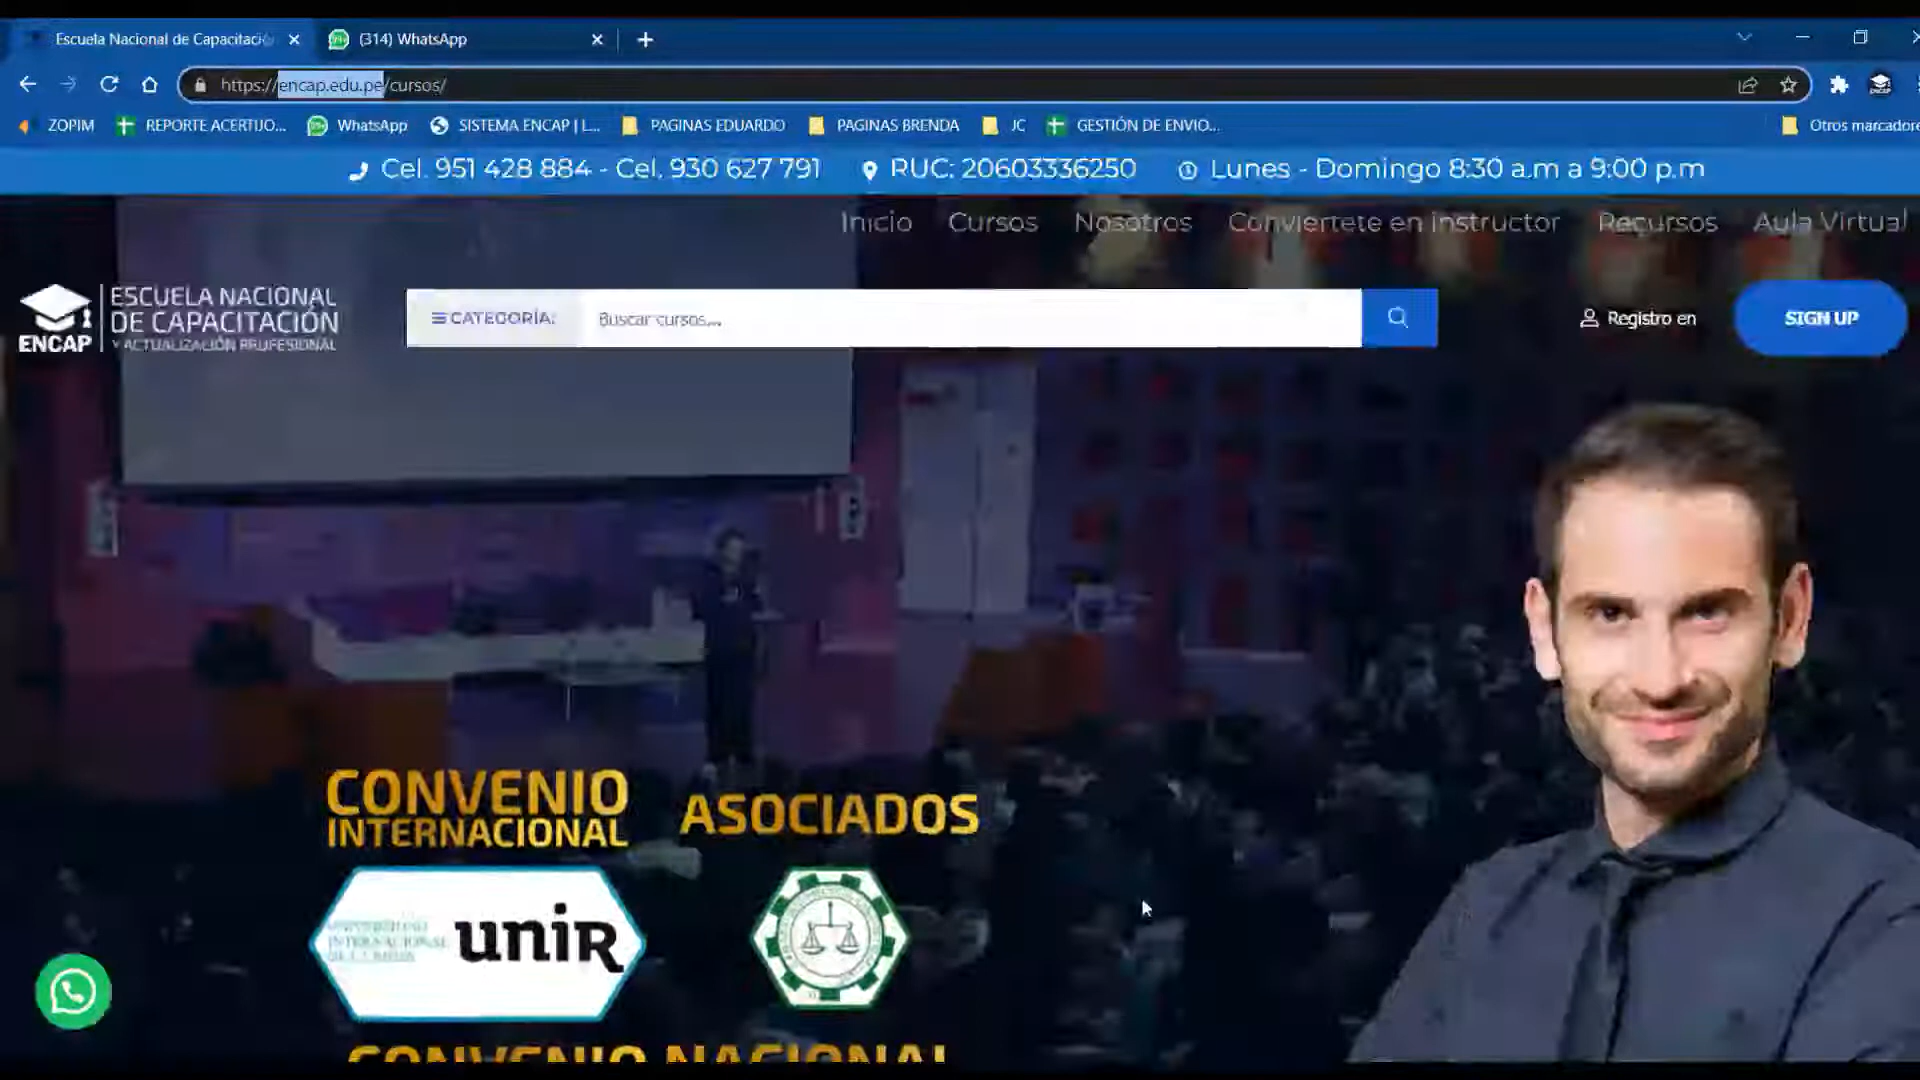 Escuela Nacional de Capacitació
(314) WhatsApp
https://encap.edu.pe/cursos/
ZOPIM
REPORTE ACERTIJO...
WhatsApp
SISTEMA ENCAP | L...
PAGINAS EDUARDO
PAGINAS BRENDA
JC
GESTIÓN DE ENVIO...
Otros marcadore
Cel. 951 428 884 - Cel. 930 627 791
RUC: 20603336250
Lunes - Domingo 8:30 a.m a 9:00 p.m
Inicio
Cursos
Nosotros
Conviertete en instructor
Recursos
Aula Virtual
ENCAP
ESCUELA NACIONAL
DE CAPACITACIÓN
Y ACTUALIZACIÓN PROFESIONAL
CATEGORÍA:
Buscar cursos...
Registro en
SIGN UP
CONVENIO
INTERNACIONAL
ASOCIADOS
UNIVERSIDAD
INTERNACIONAL
DE LA RIOJA
unir
CONVENIO NACIONAL